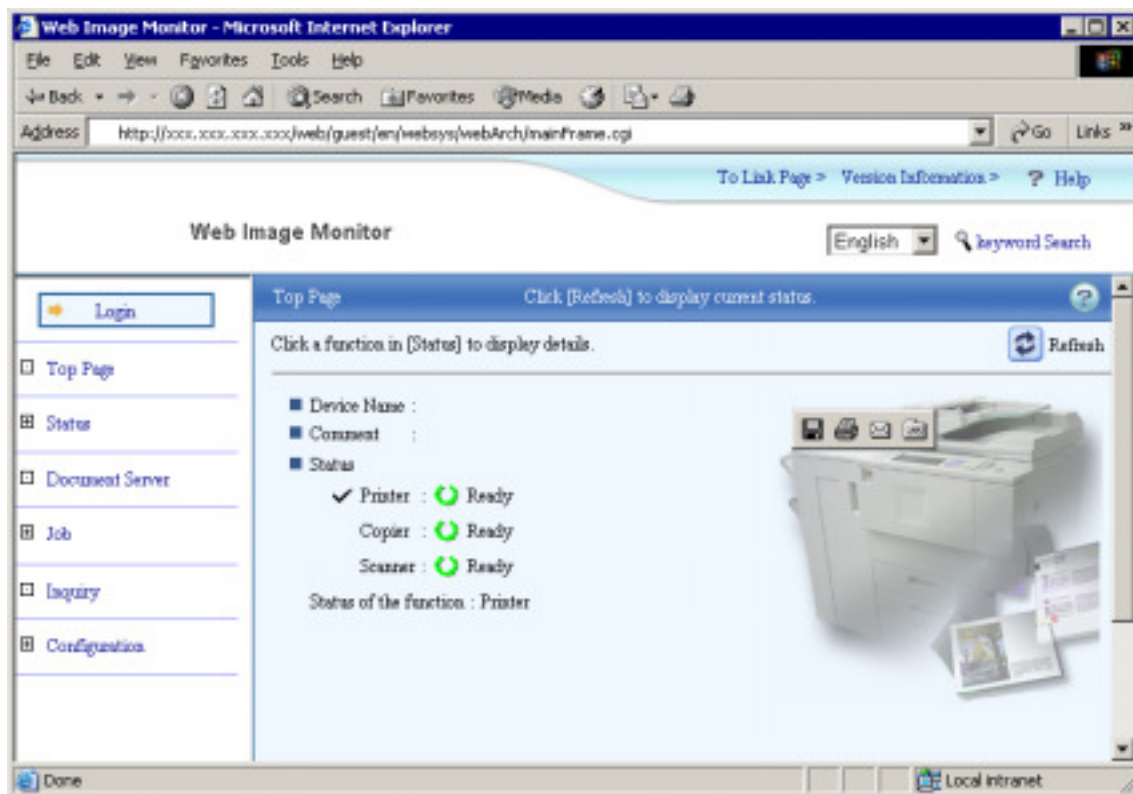 Web Image Monitor - Microsoft Internet Explorer
File Edit View Favorites Tools Help
Back Search Favorites Media
Address http://xxx.xxx.xxx.xxx/web/guest/en/websys/webArch/mainFrame.cgi Go Links »
To Link Page > Version Information > ? Help
Web Image Monitor English keyword Search
Login
Top Page Click [Refresh] to display current status. ?
Click a function in [Status] to display details. Refresh
Top Page
Status
Document Server
Job
Inquiry
Configuration
Device Name :
Comment :
Status
Printer : Ready
Copier : Ready
Scanner : Ready
Status of the function : Printer
Done Local intranet